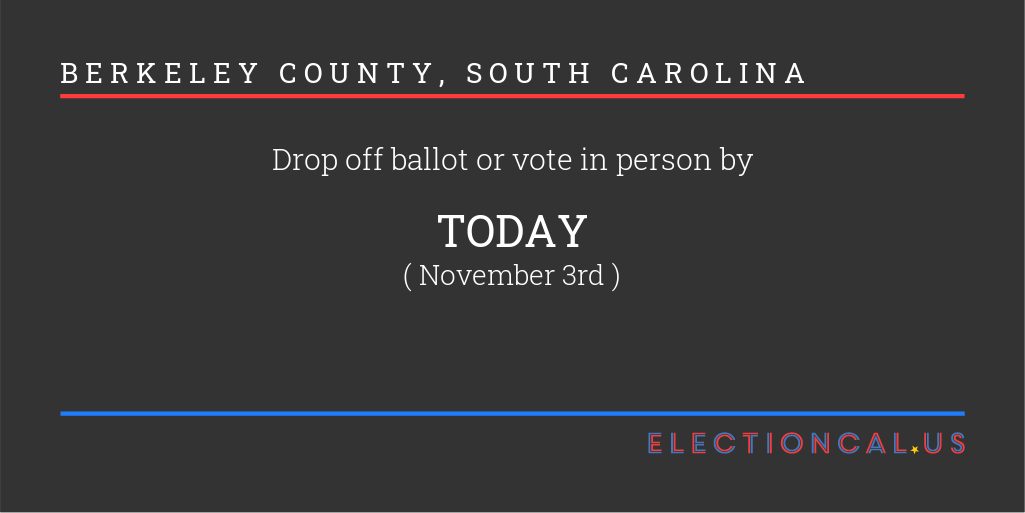 BERKELEY COUNTY, SOUTH CAROLINA
Drop off ballot or vote in person by
TODAY
( November 3rd )
ELECTIONCAL.US